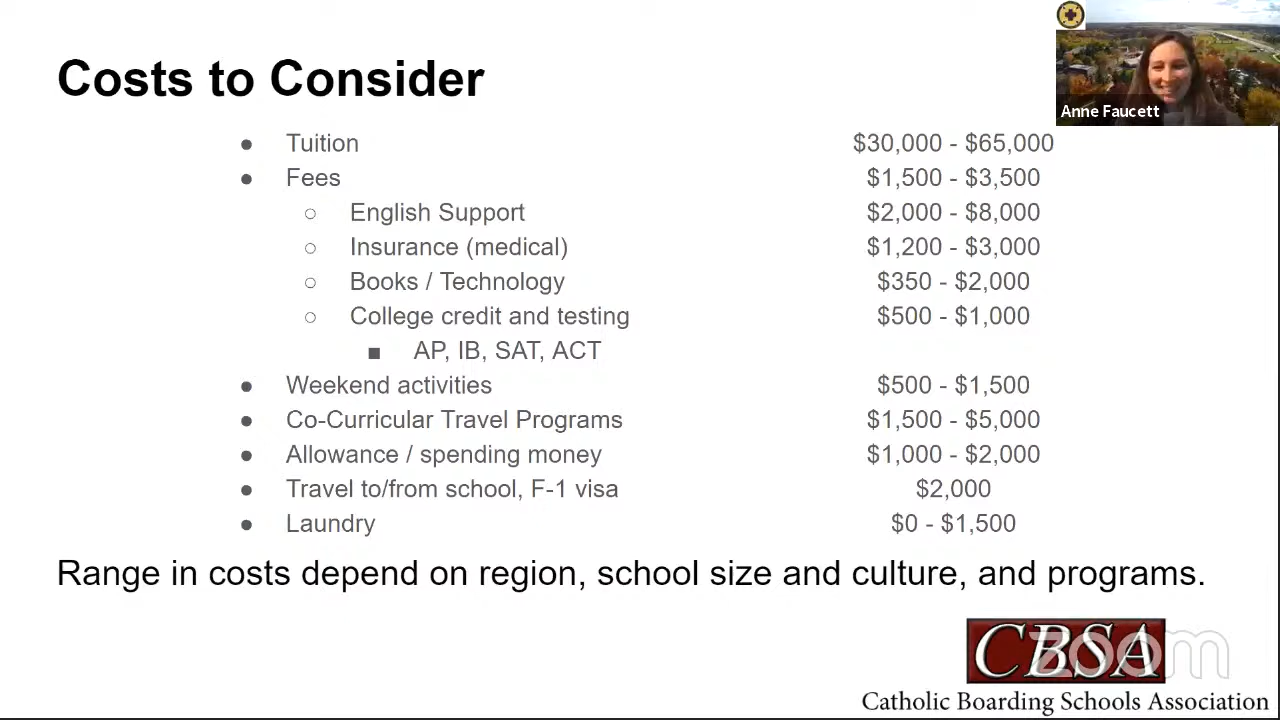 Costs to Consider
Anne Faucett
● Tuition $30,000 - $65,000
● Fees $1,500 - $3,500
○ English Support $2,000 - $8,000
○ Insurance (medical) $1,200 - $3,000
○ Books / Technology $350 - $2,000
○ College credit and testing $500 - $1,000
■ AP, IB, SAT, ACT
● Weekend activities $500 - $1,500
● Co-Curricular Travel Programs $1,500 - $5,000
● Allowance / spending money $1,000 - $2,000
● Travel to/from school, F-1 visa $2,000
● Laundry $0 - $1,500
Range in costs depend on region, school size and culture, and programs.
CBSA
zoom
Catholic Boarding Schools Association